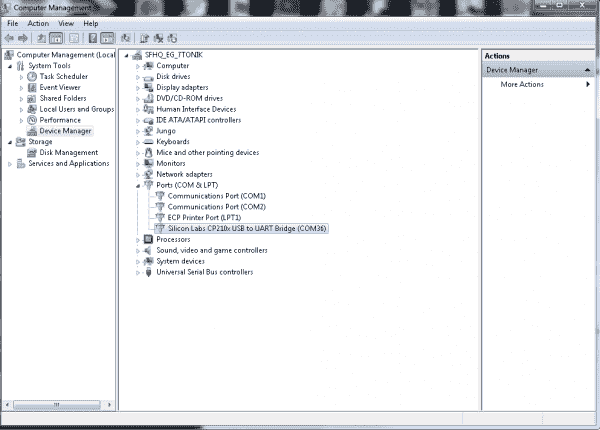 Computer Management
File Action View Help
Computer Management (Local
System Tools
Task Scheduler
Event Viewer
Shared Folders
Local Users and Groups
Performance
Device Manager
Storage
Disk Management
Services and Applications
SFHQ_EG_TTONIK
Computer
Disk drives
Display adapters
DVD/CD-ROM drives
Human Interface Devices
IDE ATA/ATAPI controllers
Jungo
Keyboards
Mice and other pointing devices
Monitors
Network adapters
Ports (COM & LPT)
Communications Port (COM1)
Communications Port (COM2)
ECP Printer Port (LPT1)
Silicon Labs CP210x USB to UART Bridge (COM36)
Processors
Sound, video and game controllers
System devices
Universal Serial Bus controllers
Actions
Device Manager
More Actions